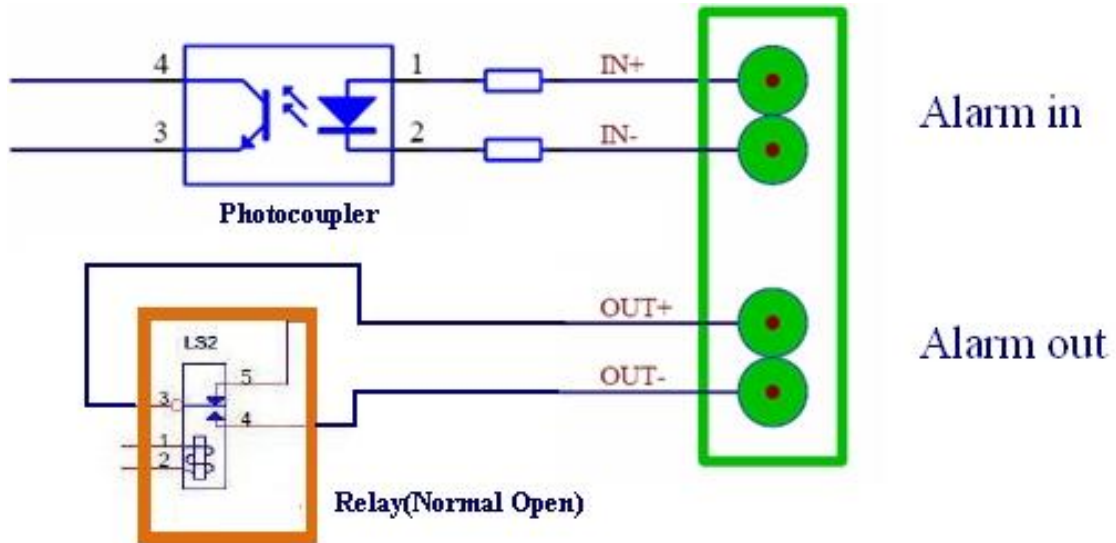 4 1 IN+
3 2 IN-
Alarm in
Photocoupler
OUT+
LS2
5
Alarm out
OUT-
3
4
1
2
Relay(Normal Open)